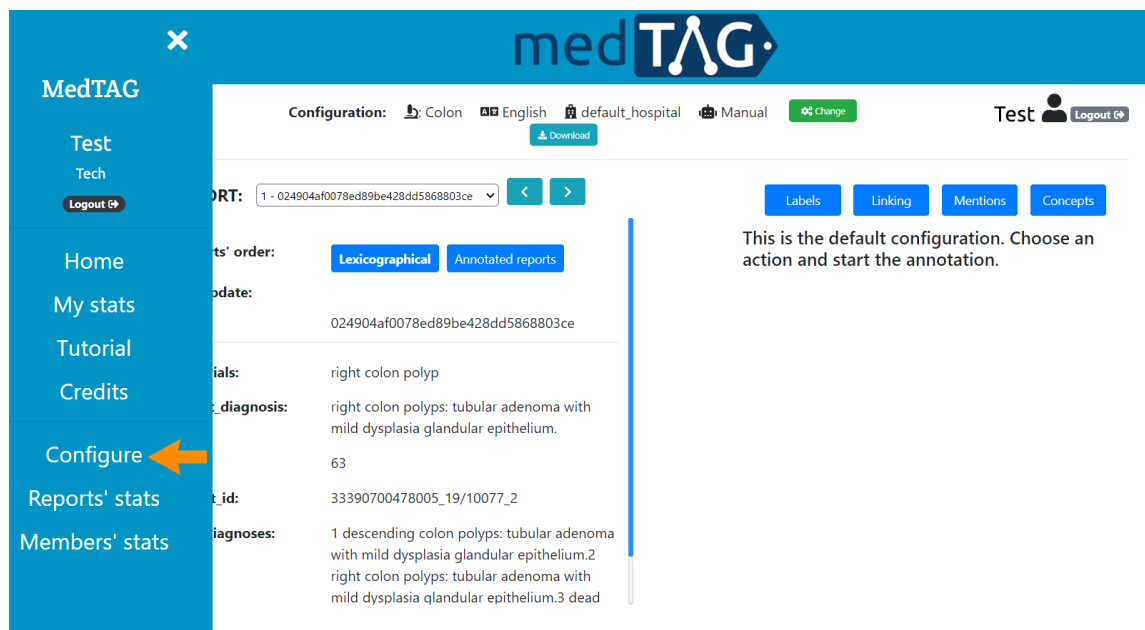 medTAG
MedTAG
Test
Tech
Logout
Home
My stats
Tutorial
Credits
Configure
Reports' stats
Members' stats
Configuration: : Colon English default_hospital Manual Change
Download
Test Logout
ORT: 1 - 024904af0078ed89be428dd5868803ce < >
ts' order: Lexicographical Annotated reports
pdate:
024904af0078ed89be428dd5868803ce
ials: right colon polyp
t_diagnosis: right colon polyps: tubular adenoma with
mild dysplasia glandular epithelium.
63
t_id: 33390700478005_19/10077_2
iagnoses: 1 descending colon polyps: tubular adenoma
with mild dysplasia glandular epithelium.2
right colon polyps: tubular adenoma with
mild dysplasia glandular epithelium.3 dead
Labels Linking Mentions Concepts
This is the default configuration. Choose an
action and start the annotation.